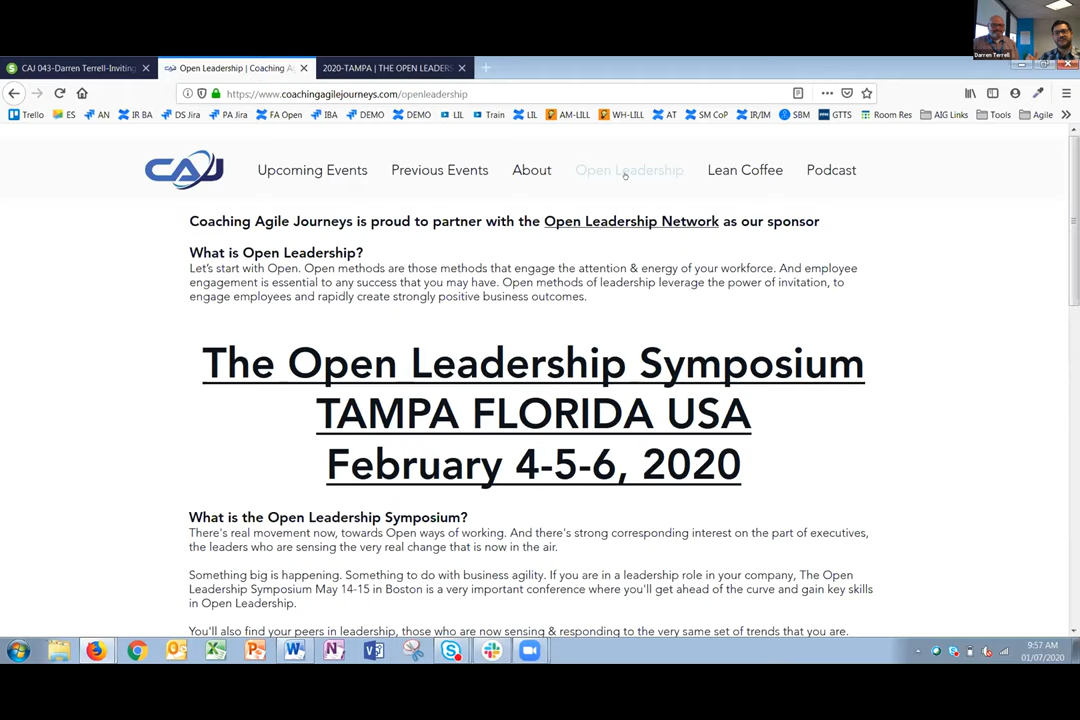 Darren Terrell
CAJ 043-Darren Terrell-Inviting
Open Leadership | Coaching A
2020-TAMPA | THE OPEN LEADERS
https://www.coachingagilejourneys.com/openleadership
Trello ES AN IR BA DS Jira PA Jira FA Open IBA DEMO DEMO LIL Train LIL AM-LILL WH-LILL AT SM CoP IR/IM SBM GTTS Room Res AIG Links Tools Agile
CAJ Upcoming Events Previous Events About Open Leadership Lean Coffee Podcast
Coaching Agile Journeys is proud to partner with the Open Leadership Network as our sponsor
What is Open Leadership?
Let's start with Open. Open methods are those methods that engage the attention & energy of your workforce. And employee
engagement is essential to any success that you may have. Open methods of leadership leverage the power of invitation, to
engage employees and rapidly create strongly positive business outcomes.
The Open Leadership Symposium
TAMPA FLORIDA USA
February 4-5-6, 2020
What is the Open Leadership Symposium?
There's real movement now, towards Open ways of working. And there's strong corresponding interest on the part of executives,
the leaders who are sensing the very real change that is now in the air.
Something big is happening. Something to do with business agility. If you are in a leadership role in your company, The Open
Leadership Symposium May 14-15 in Boston is a very important conference where you'll get ahead of the curve and gain key skills
in Open Leadership.
You'll also find your peers in leadership, those who are now sensing & responding to the very same set of trends that you are.
9:57 AM
01/07/2020